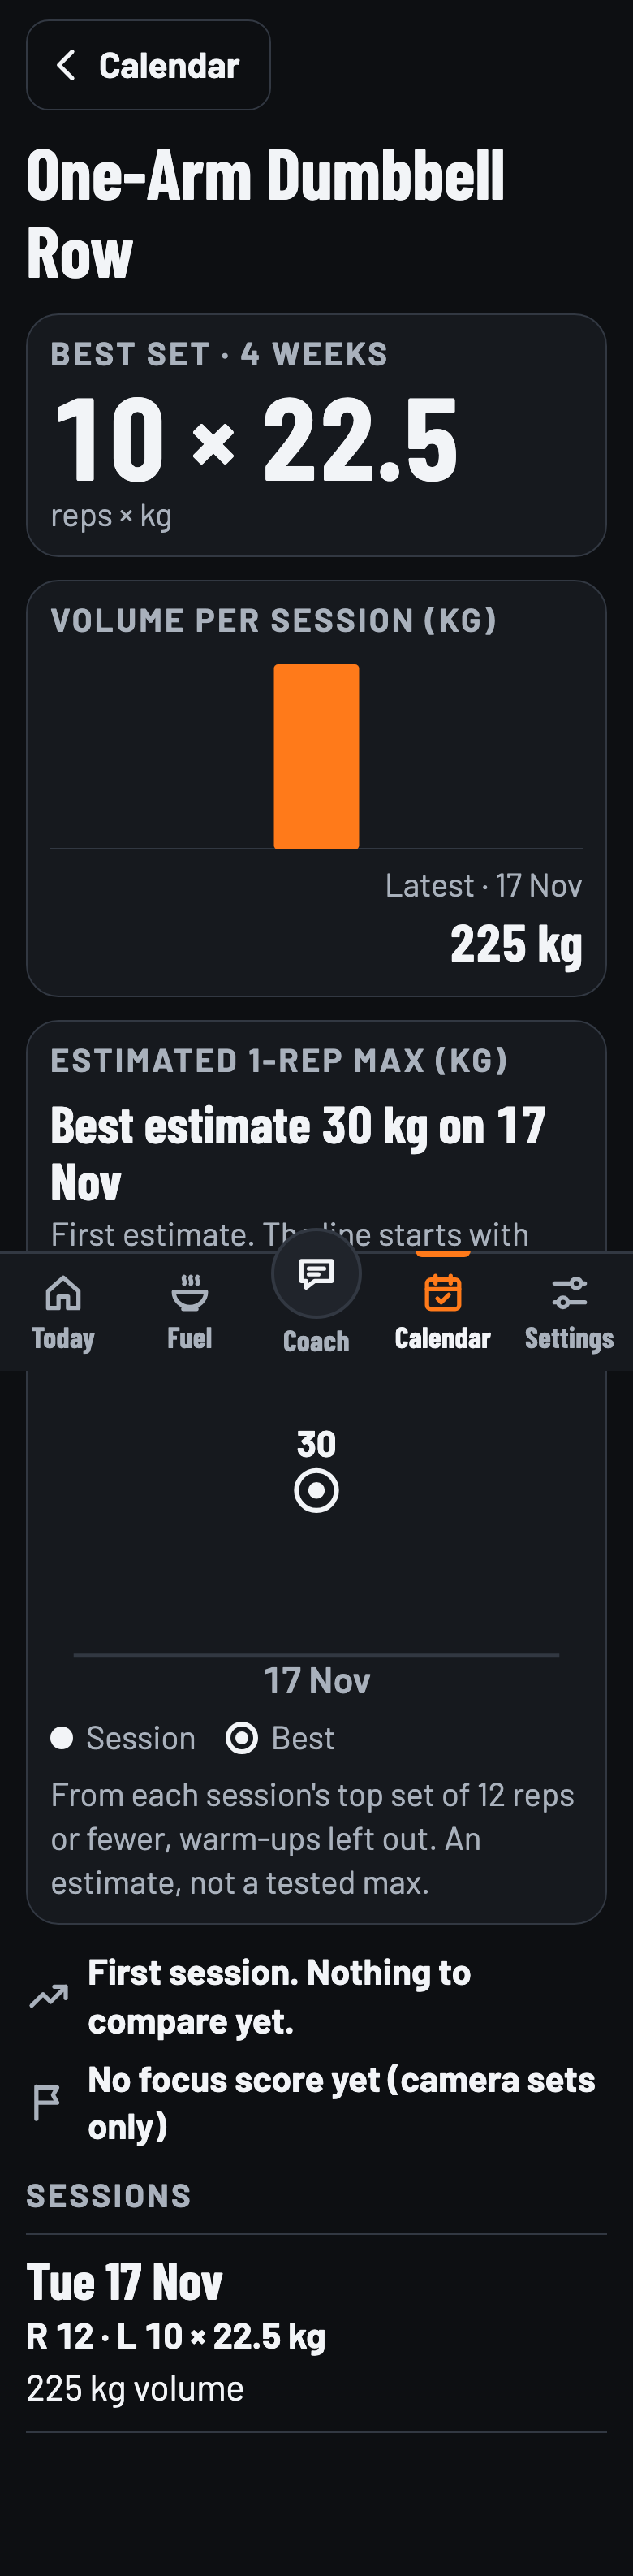 Calendar
One-Arm Dumbbell
Row
BEST SET · 4 WEEKS
10 × 22.5
reps × kg
VOLUME PER SESSION (KG)
Latest · 17 Nov
225 kg
ESTIMATED 1-REP MAX (KG)
Best estimate 30 kg on 17
Nov
First estimate. The line starts with
Today
Fuel
Coach
Calendar
Settings
30
17 Nov
Session
Best
From each session's top set of 12 reps
or fewer, warm-ups left out. An
estimate, not a tested max.
First session. Nothing to
compare yet.
No focus score yet (camera sets
only)
SESSIONS
Tue 17 Nov
R 12 · L 10 × 22.5 kg
225 kg volume